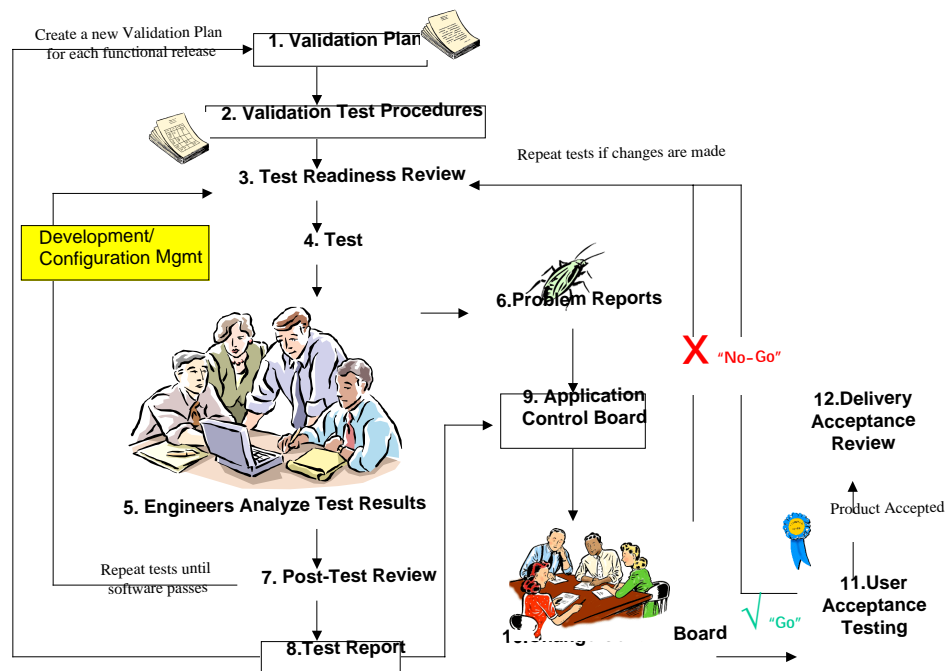 Create a new Validation Plan
for each functional release
1. Validation Plan
2. Validation Test Procedures
Repeat tests if changes are made
3. Test Readiness Review
Development/
Configuration Mgmt
4. Test
6.Problem Reports
X "No-Go"
9. Application
Control Board
12.Delivery
Acceptance
Review
5. Engineers Analyze Test Results
Product Accepted
Repeat tests until
software passes
7. Post-Test Review
11.User
Acceptance
Testing
√ "Go"
8.Test Report
Board